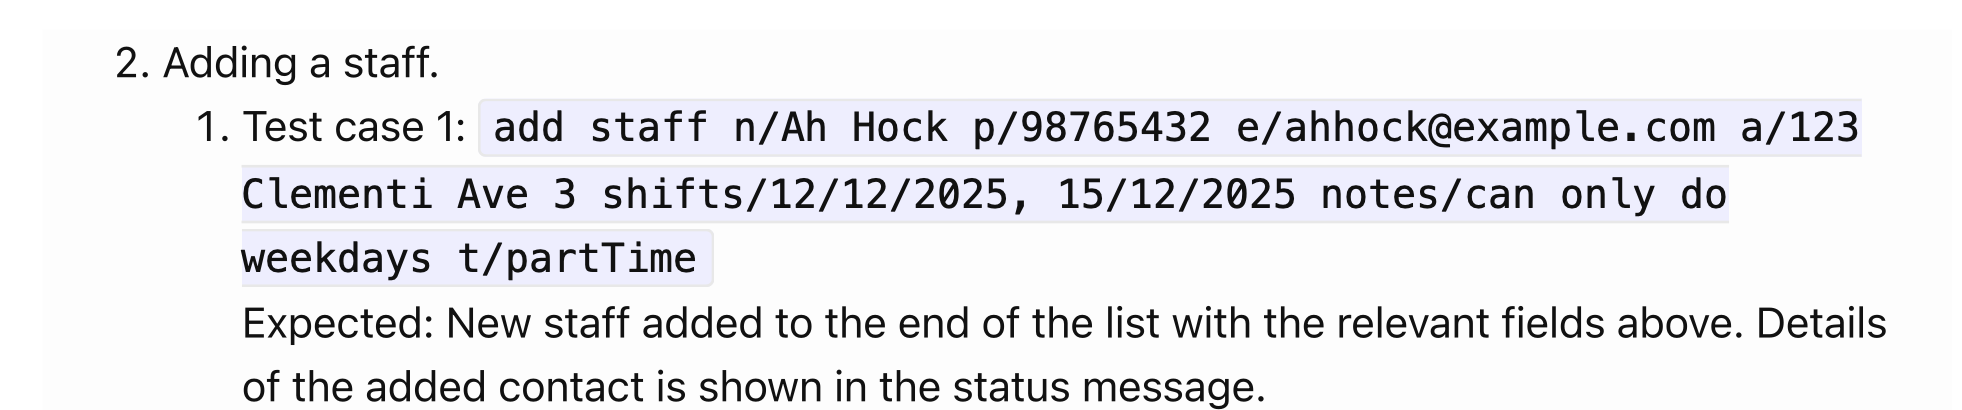 2. Adding a staff.
1. Test case 1: add staff n/Ah Hock p/98765432 e/ahhock@example.com a/123
Clementi Ave 3 shifts/12/12/2025, 15/12/2025 notes/can only do
weekdays t/partTime
Expected: New staff added to the end of the list with the relevant fields above. Details
of the added contact is shown in the status message.